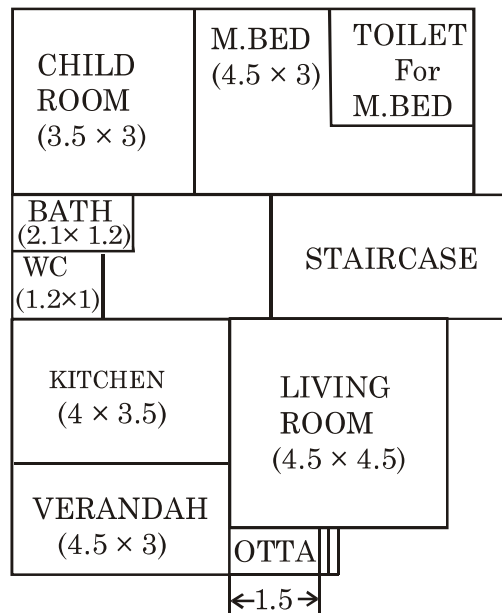 CHILD
ROOM
(3.5 × 3)
M.BED
(4.5 × 3)
TOILET
For
M.BED
BATH
(2.1× 1.2)
WC
(1.2×1)
STAIRCASE
KITCHEN
(4 × 3.5)
LIVING
ROOM
(4.5 × 4.5)
VERANDAH
(4.5 × 3)
OTTA
1.5